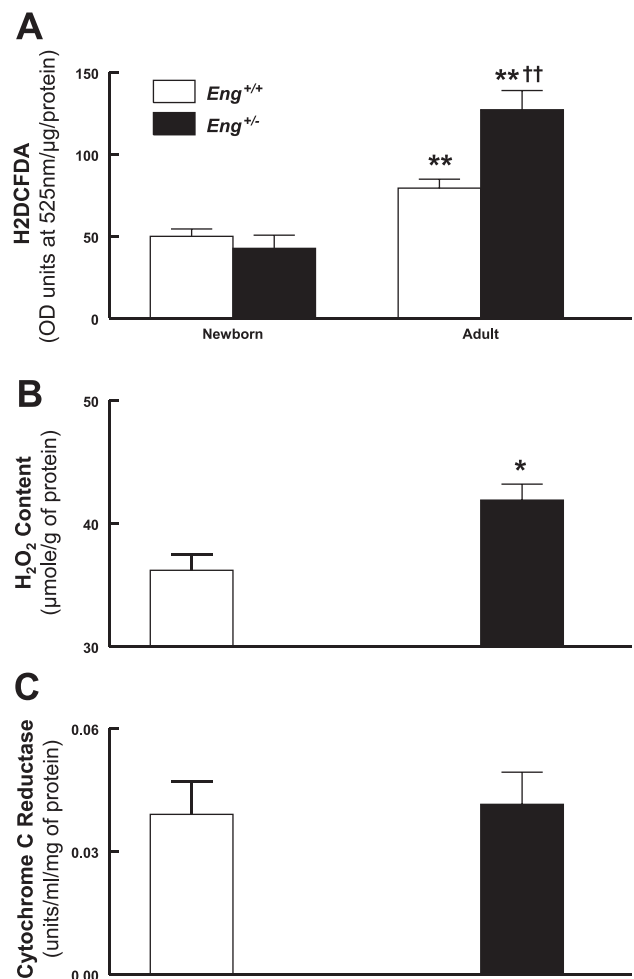 A
H2DCFDA
(OD units at 525nm/µg/protein)
150
100
50
0
Eng+/+
Eng+/-
**
**††
Newborn
Adult
B
H2O2 Content
(µmole/g of protein)
50
40
30
*
C
Cytochrome C Reductase
(units/ml/mg of protein)
0.06
0.03
0.00